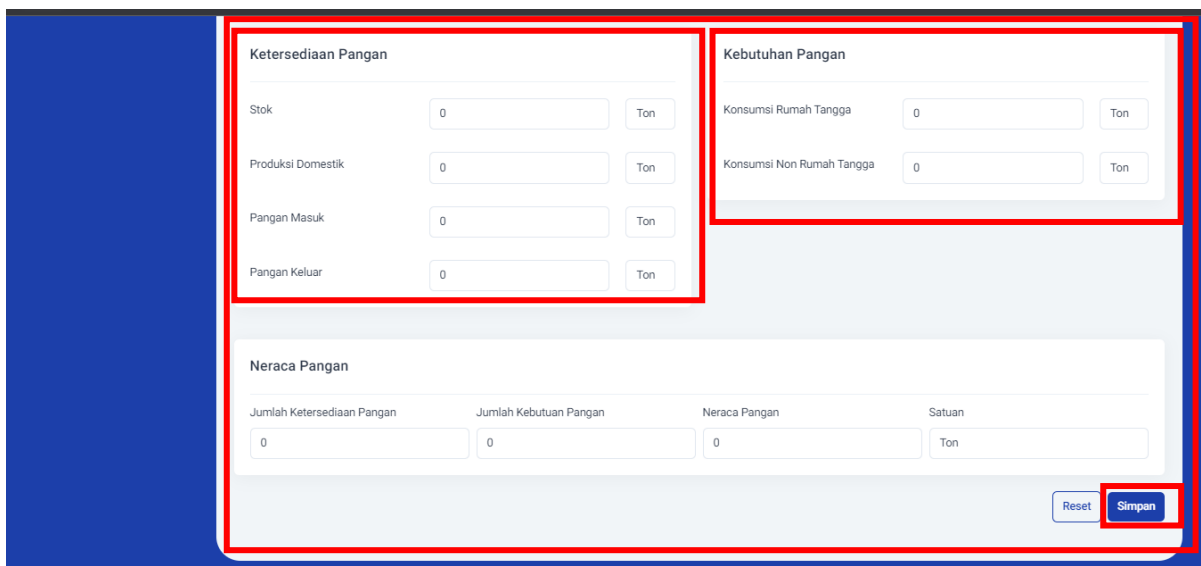 Ketersediaan Pangan
Stok 0 Ton
Produksi Domestik 0 Ton
Pangan Masuk 0 Ton
Pangan Keluar 0 Ton
Kebutuhan Pangan
Konsumsi Rumah Tangga 0 Ton
Konsumsi Non Rumah Tangga 0 Ton
Neraca Pangan
Jumlah Ketersediaan Pangan Jumlah Kebutuan Pangan Neraca Pangan Satuan
0 0 0 Ton
Reset Simpan